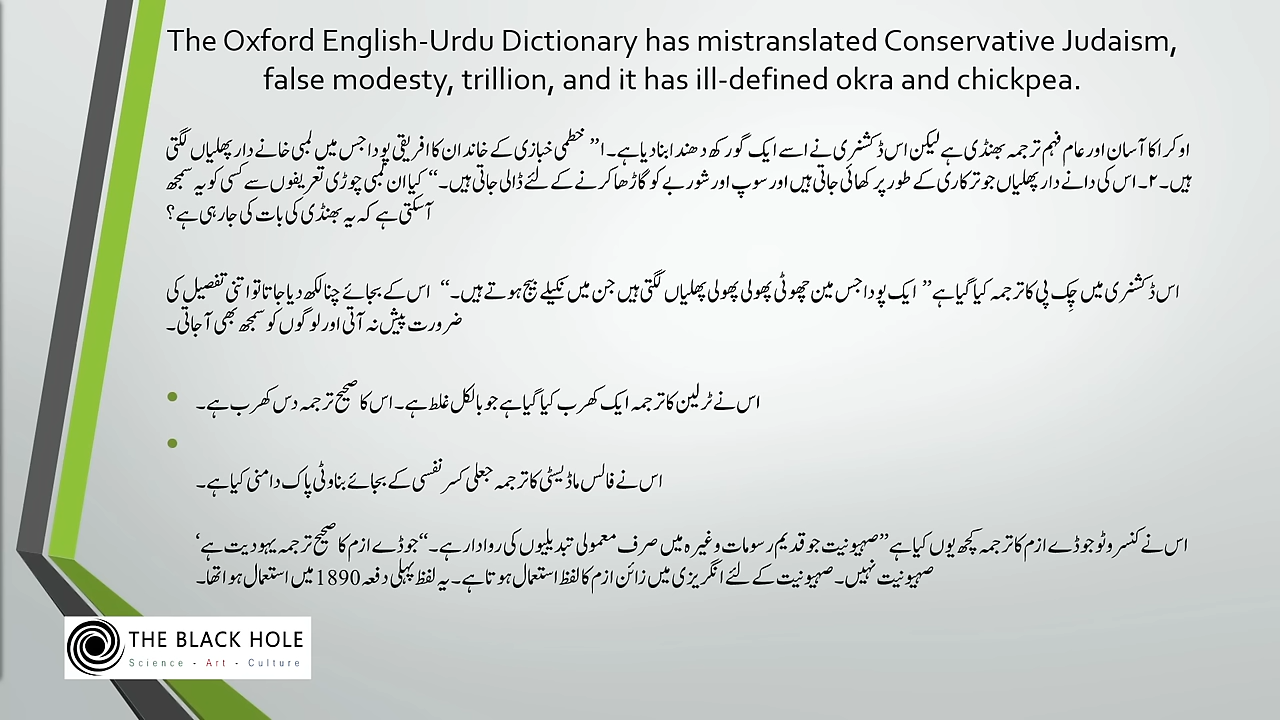 The Oxford English-Urdu Dictionary has mistranslated Conservative Judaism,
false modesty, trillion, and it has ill-defined okra and chickpea.
اوکرا کا آسان اور عام فہم ترجمہ بھنڈی ہے لیکن اس ڈکشنری نے اسے ایک گورکھ دھندا بنا دیا ہے۔ ا” خطمی خبازی کے خاندان کا افریقی پودا جس میں لمبی خانے دار پھلیاں لگتی
ہیں۔ ۲۔ اس کی دانے دار پھلیاں جو ترکاری کے طور پر کھائی جاتی ہیں اور سوپ اور شوربے کو گاڑھا کرنے کے لئے ڈالی جاتی ہیں۔“ کیا ان لمبی چوڑی تعریفوں سے کسی کو یہ سمجھ
آسکتی ہے کہ یہ بھنڈی کی بات کی جارہی ہے؟
اس ڈکشنری میں چِک پی کا ترجمہ کیا گیا ہے” ایک پودا جس مین چھوٹی پھولی پھولی پھلیاں لگتی ہیں جن میں نکیلے بیج ہوتے ہیں۔“ اس کے بجائے چنا لکھ دیا جاتا تو اتنی تفصیل کی
ضرورت پیش نہ آتی اور لوگوں کو سمجھ بھی آجاتی۔
اس نے ٹرلین کا ترجمہ ایک کھرب کیا گیا ہے جو بالکل غلط ہے۔ اس کا صحیح ترجمہ دس کھرب ہے۔
اس نے فالس ماڈیسٹی کا ترجمہ جعلی کسر نفسی کے بجائے بناوٹی پاک دامنی کیا ہے۔
اس نے کنسروٹو جوڈے ازم کا ترجمہ کچھ یوں کیا ہے” صہیونیت جو قدیم رسومات وغیرہ میں صرف معمولی تبدیلیوں کی روادار ہے۔“ جوڈے ازم کا صحیح ترجمہ یہودیت ہے‘
صہیونیت نہیں۔ صہیونیت کے لئے انگریزی میں زائن ازم کا لفظ استعمال ہوتا ہے۔ یہ لفظ پہلی دفعہ 1890 میں استعمال ہوا تھا۔
THE BLACK HOLE
Science - Art - Culture